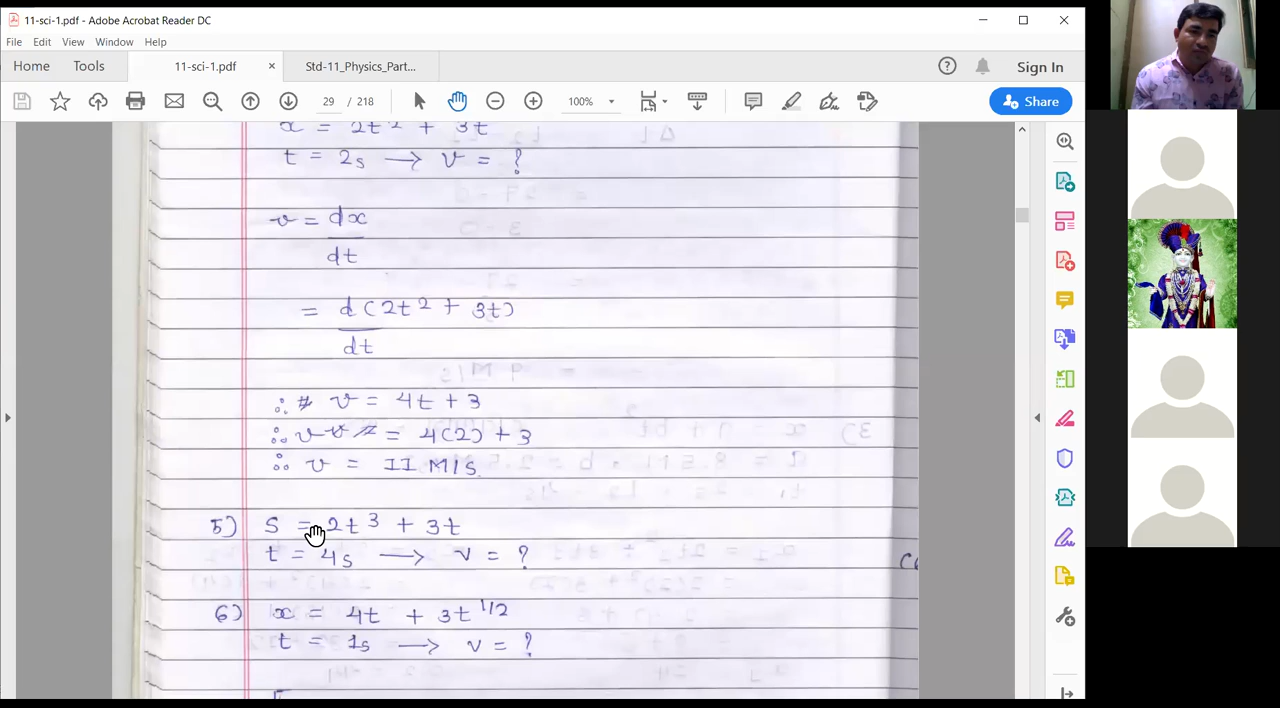 11-sci-1.pdf - Adobe Acrobat Reader DC
File Edit View Window Help
Home Tools 11-sci-1.pdf × Std-11_Physics_Part... Sign In
29 / 218 100% Share
x = 2t² + 3t
t = 2s → v = ?
v = dx
dt
= d (2t² + 3t)
dt
∴ v = 4t + 3
∴ v = 4(2) + 3
∴ v = 11 M/s
5) S = 2t³ + 3t
t = 4s → v = ?
6) x = 4t + 3t^1/2
t = 1s → v = ?